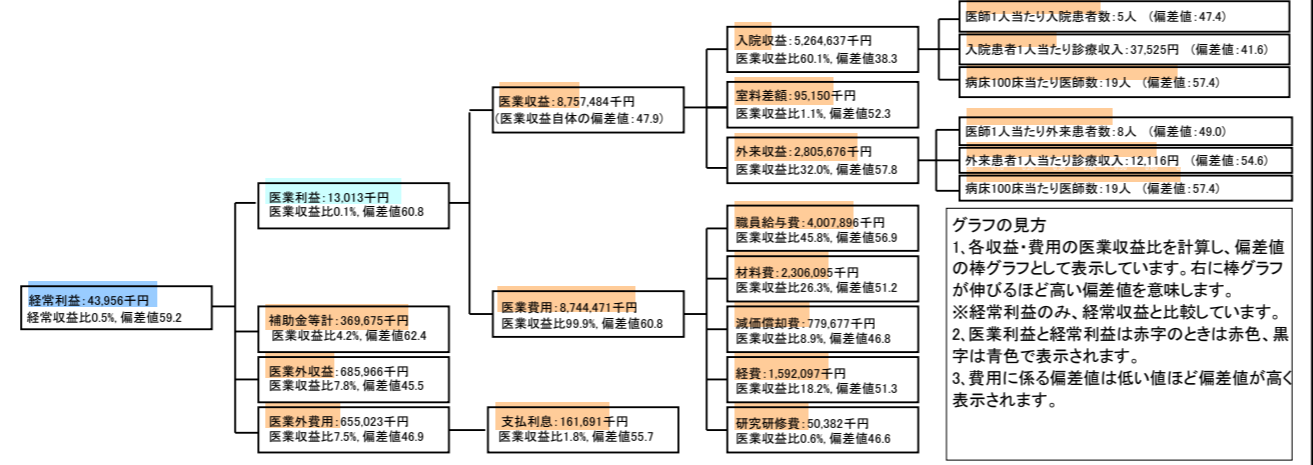 経常利益：43,956千円
経常収益比0.5%, 偏差値59.2
医業利益：13,013千円
医業収益比0.1%, 偏差値60.8
補助金等計：369,675千円
医業収益比4.2%, 偏差値62.4
医業外収益：685,966千円
医業収益比7.8%, 偏差値45.5
医業外費用：655,023千円
医業収益比7.5%, 偏差値46.9
医業収益：8,757,484千円
（医業収益自体の偏差値：47.9）
医業費用：8,744,471千円
医業収益比99.9%, 偏差値60.8
支払利息：161,691千円
医業収益比1.8%, 偏差値55.7
入院収益：5,264,637千円
医業収益比60.1%, 偏差値38.3
室料差額：95,150千円
医業収益比1.1%, 偏差値52.3
外来収益：2,805,676千円
医業収益比32.0%, 偏差値57.8
職員給与費：4,007,896千円
医業収益比45.8%, 偏差値56.9
材料費：2,306,095千円
医業収益比26.3%, 偏差値51.2
減価償却費：779,677千円
医業収益比8.9%, 偏差値46.8
経費：1,592,097千円
医業収益比18.2%, 偏差値51.3
研究研修費：50,382千円
医業収益比0.6%, 偏差値46.6
医師1人当たり入院患者数：5人　（偏差値：47.4）
入院患者1人当たり診療収入：37,525円　（偏差値：41.6）
病床100床当たり医師数：19人　（偏差値：57.4）
医師1人当たり外来患者数：8人　（偏差値：49.0）
外来患者1人当たり診療収入：12,116円　（偏差値：54.6）
病床100床当たり医師数：19人　（偏差値：57.4）
グラフの見方
1、各収益・費用の医業収益比を計算し、偏差値
の棒グラフとして表示しています。右に棒グラフ
が伸びるほど高い偏差値を意味します。
※経常利益のみ、経常収益と比較しています。
2、医業利益と経常利益は赤字のときは赤色、黒
字は青色で表示されます。
3、費用に係る偏差値は低い値ほど偏差値が高く
表示されます。